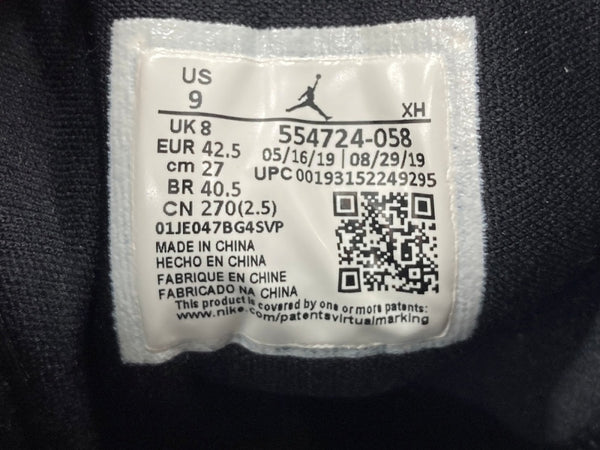 US
9
XH
UK 8
EUR 42.5
cm 27
BR 40.5
CN 270(2.5)
554724-058
05/16/19 | 08/29/19
UPC 00193152249295
01JE047BG4SVP
MADE IN CHINA
HECHO EN CHINA
FABRIQUE EN CHINE
FABRICADO NA CHINA
This product is covered by one or more patents:
www.nike.com/patentsvirtualmarking